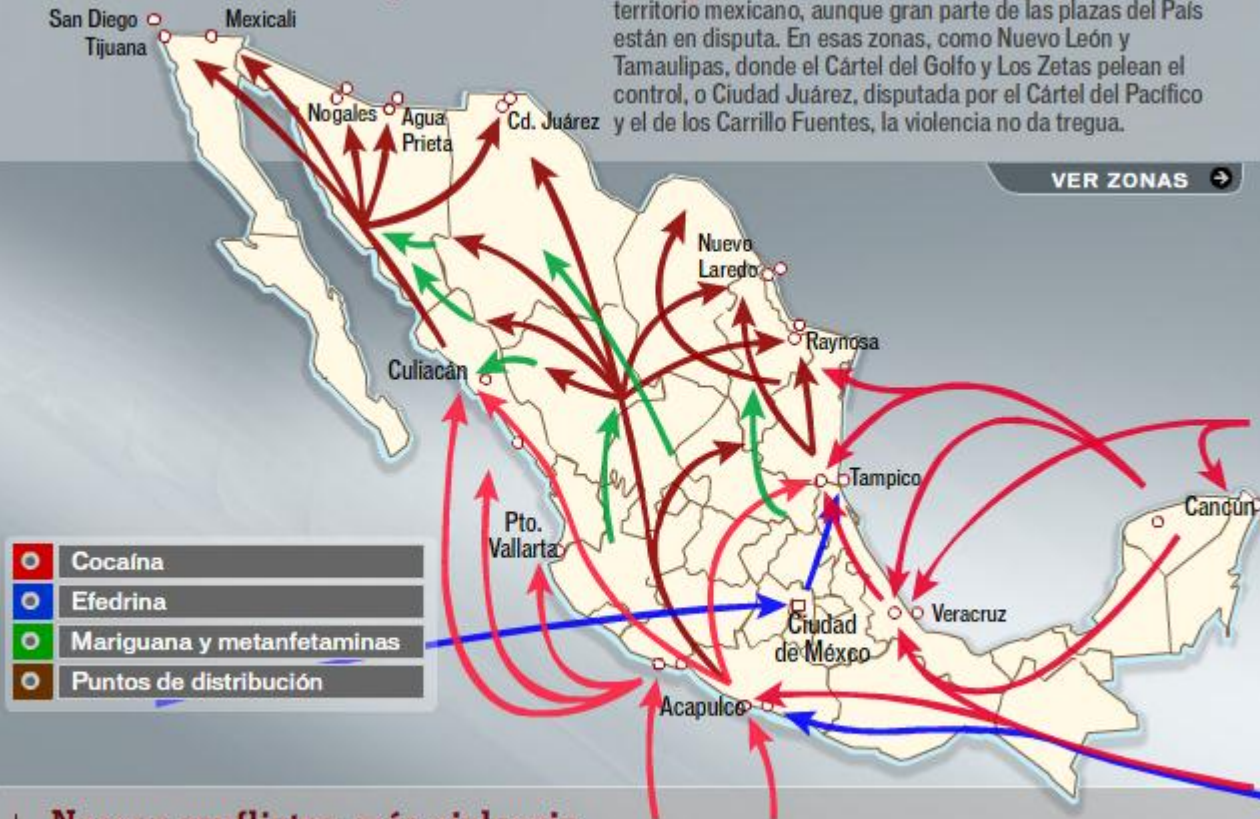 territorio mexicano, aunque gran parte de las plazas del País
están en disputa. En esas zonas, como Nuevo León y
Tamaulipas, donde el Cártel del Golfo y Los Zetas pelean el
control, o Ciudad Juárez, disputada por el Cártel del Pacífico
y el de los Carrillo Fuentes, la violencia no da tregua.
VER ZONAS
San Diego
Mexicali
Tijuana
Nogales
Agua
Prieta
Cd. Juárez
Nuevo
Laredo
Raynosa
Culiacán
Tampico
Cancún
Pto.
Vallarta
Veracruz
Ciudad
de México
Acapulco
Cocaína
Efedrina
Mariguana y metanfetaminas
Puntos de distribución